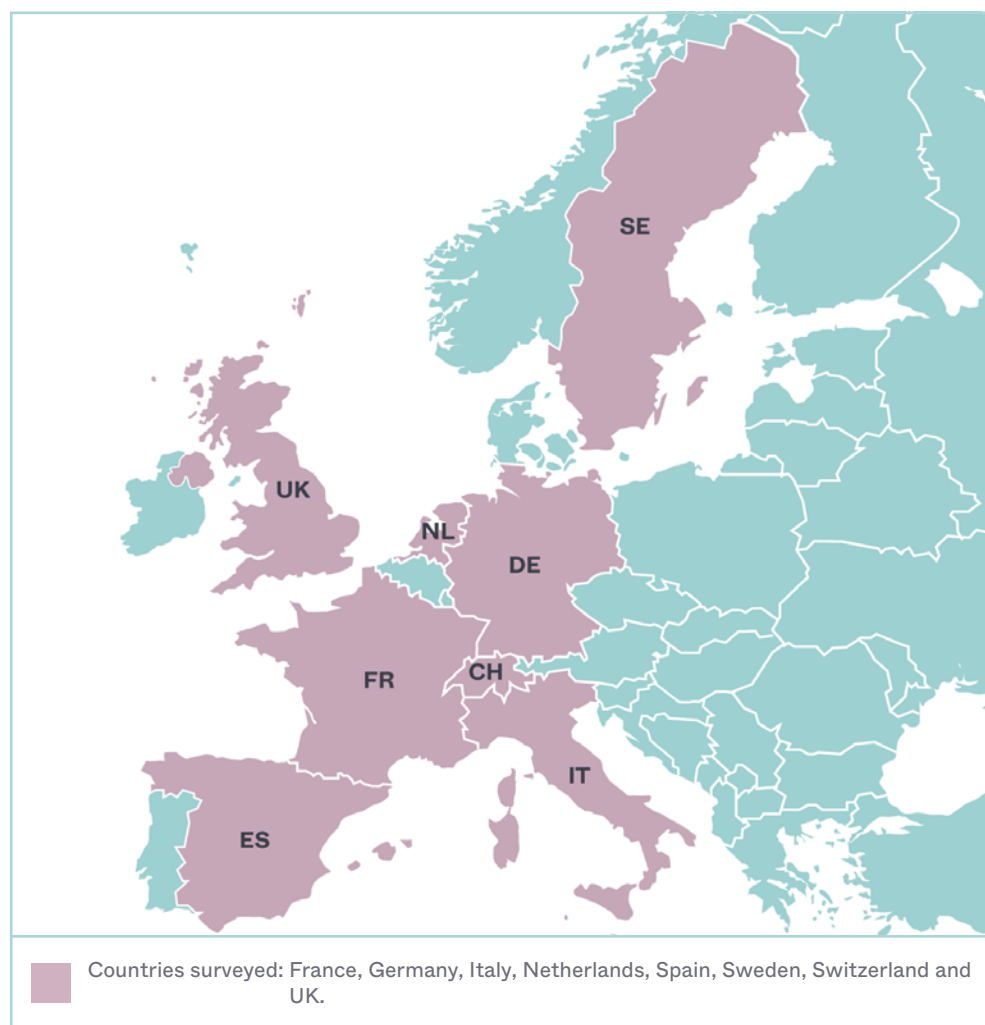 SE
UK
NL
DE
FR
CH
IT
ES
Countries surveyed: France, Germany, Italy, Netherlands, Spain, Sweden, Switzerland and
UK.